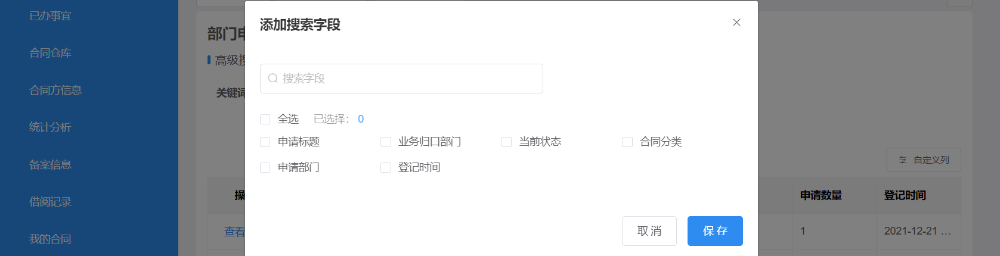 已办事宜
合同仓库
合同方信息
统计分析
备案信息
借阅记录
我的合同
部门申
高级搜
关键词
添加搜索字段
搜索字段
全选 已选择: 0
申请标题 业务归口部门 当前状态 合同分类
申请部门 登记时间
取消 保存
自定义列
操 申请数量 登记时间
查看 1 2021-12-21 ...